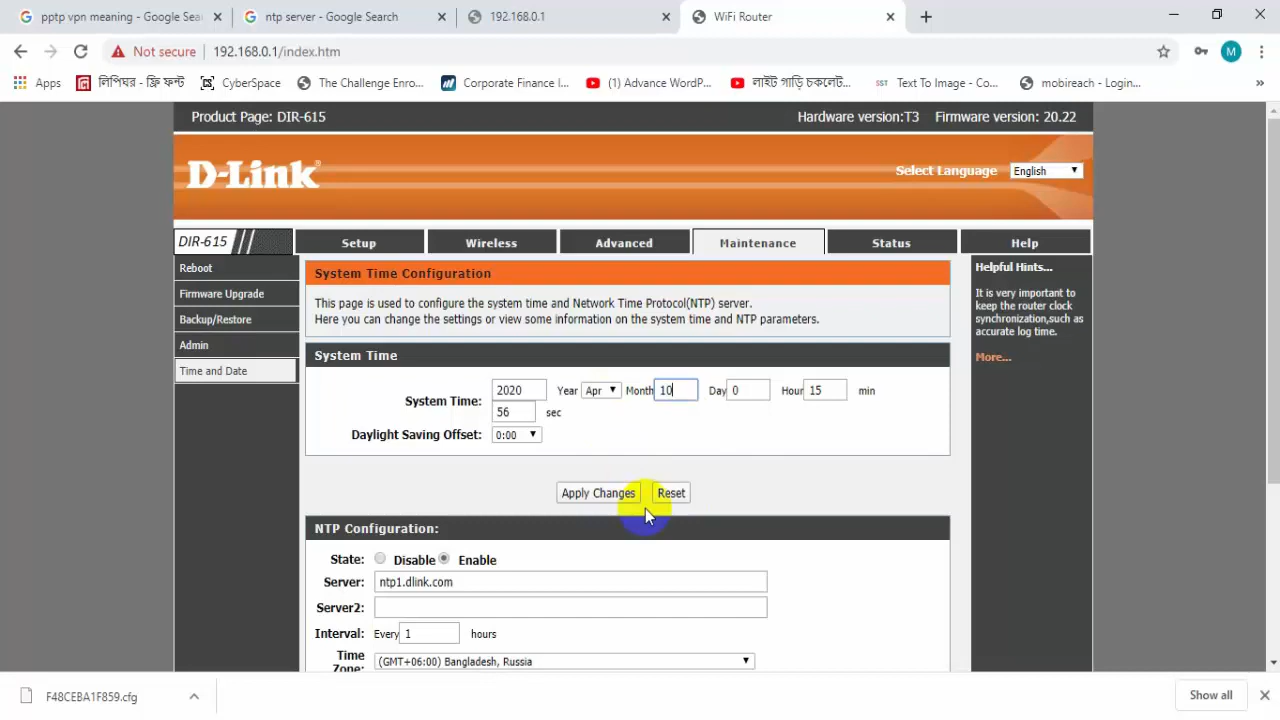 pptp vpn meaning - Google Sea
ntp server - Google Search
192.168.0.1
WiFi Router
Not secure
192.168.0.1/index.htm
M
Apps
লিপিঘর - ফ্রি ফন্ট
CyberSpace
The Challenge Enro...
Corporate Finance I...
(1) Advance WordP...
লাইট গাড়ি চকলেট...
SST
Text To Image - Co...
mobireach - Login...
»
Product Page: DIR-615
Hardware version:T3 Firmware version: 20.22
D-Link®
Select Language English
DIR-615
Setup
Wireless
Advanced
Maintenance
Status
Help
Reboot
Firmware Upgrade
Backup/Restore
Admin
Time and Date
System Time Configuration
This page is used to configure the system time and Network Time Protocol(NTP) server.
Here you can change the settings or view some information on the system time and NTP parameters.
System Time
System Time: 2020 Year Apr Month 10 Day 0 Hour 15 min
56 sec
Daylight Saving Offset: 0:00
Apply Changes Reset
NTP Configuration:
State: Disable Enable
Server: ntp1.dlink.com
Server2:
Interval: Every 1 hours
Time
Zone:
(GMT+06:00) Bangladesh, Russia
Helpful Hints...
It is very important to
keep the router clock
synchronization,such as
accurate log time.
More...
F48CEBA1F859.cfg
Show all